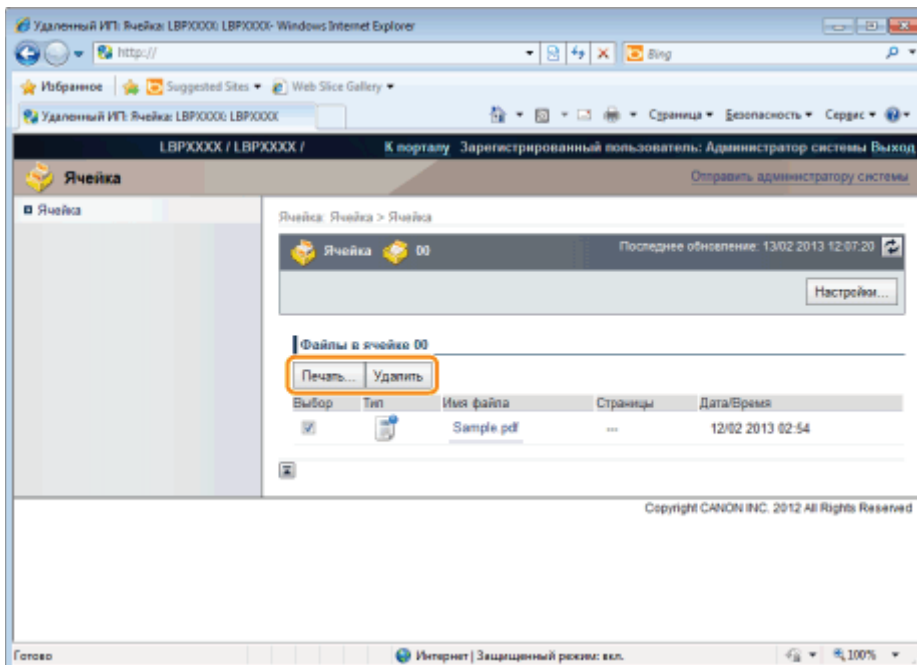 Удаленный ИП: Ячейка: LBPXXXX: LBPXXXX- Windows Internet Explorer
http://
Bing
Избранное Suggested Sites Web Slice Gallery
Удаленный ИП: Ячейка: LBPXXXX: LBPXXXX
Страница Безопасность Сервис
LBPXXXX / LBPXXXX / К порталу Зарегистрированный пользователь: Администратор системы Выход
Ячейка Отправить администратору системы
Ячейка
Ячейка: Ячейка > Ячейка
Ячейка 00 Последнее обновление: 13/02 2013 12:07:20
Настройки...
Файлы в ячейке 00
Печать... Удалить
Выбор Тип Имя файла Страницы Дата/Время
Sample.pdf --- 12/02 2013 02:54
Copyright CANON INC. 2012 All Rights Reserved
Готово Интернет | Защищенный режим: вкл. 100%